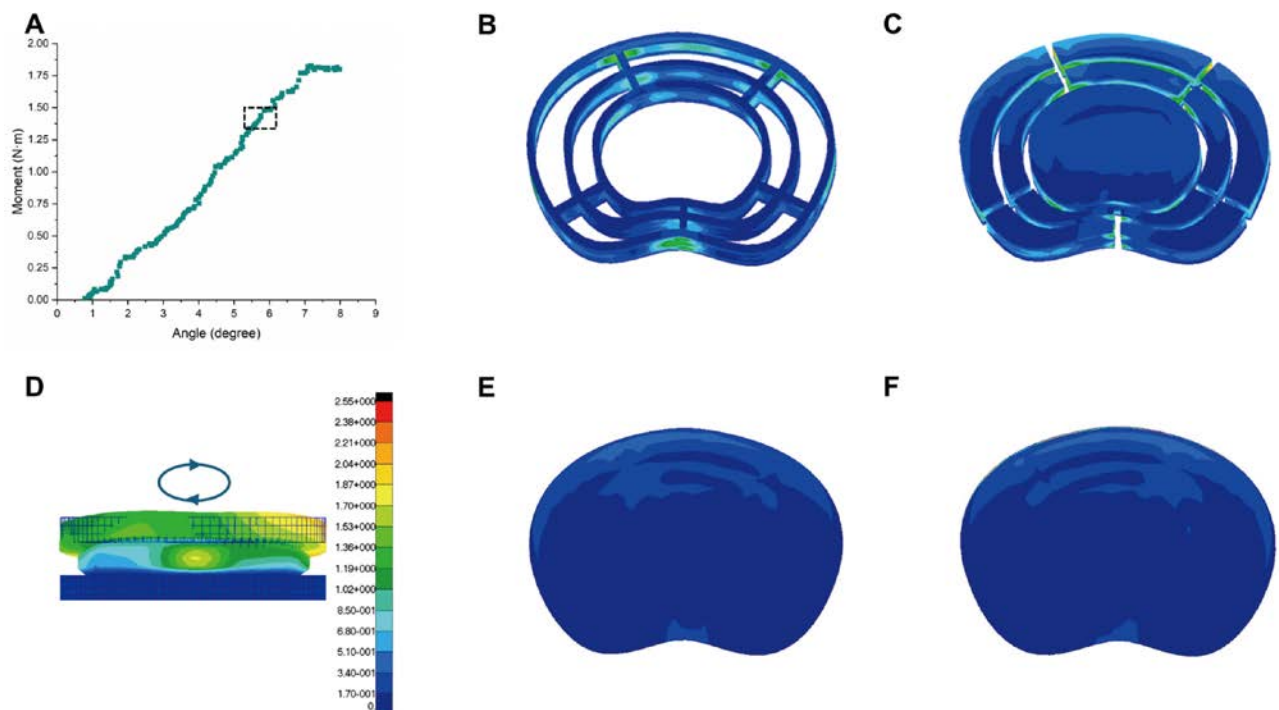 A
2.00
1.75
1.50
1.25
1.00
0.75
0.50
0.25
0.00
Moment (N·m)
0 1 2 3 4 5 6 7 8 9
Angle (degree)
B
C
D
2.55+000
2.38+000
2.21+000
2.04+000
1.87+000
1.70+000
1.53+000
1.36+000
1.19+000
1.02+000
8.50-001
6.80-001
5.10-001
3.40-001
1.70-001
0
E
F